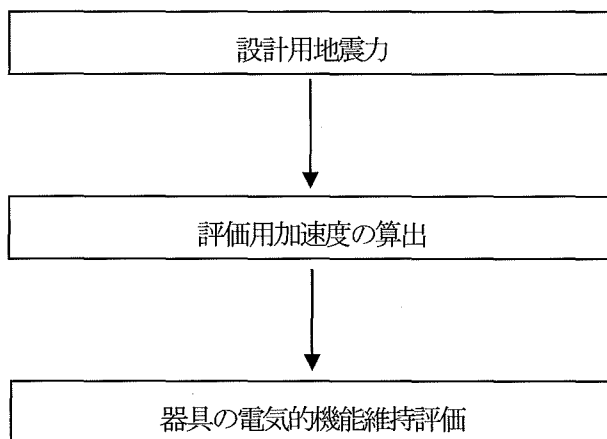 設計用地震力
評価用加速度の算出
器具の電気的機能維持評価